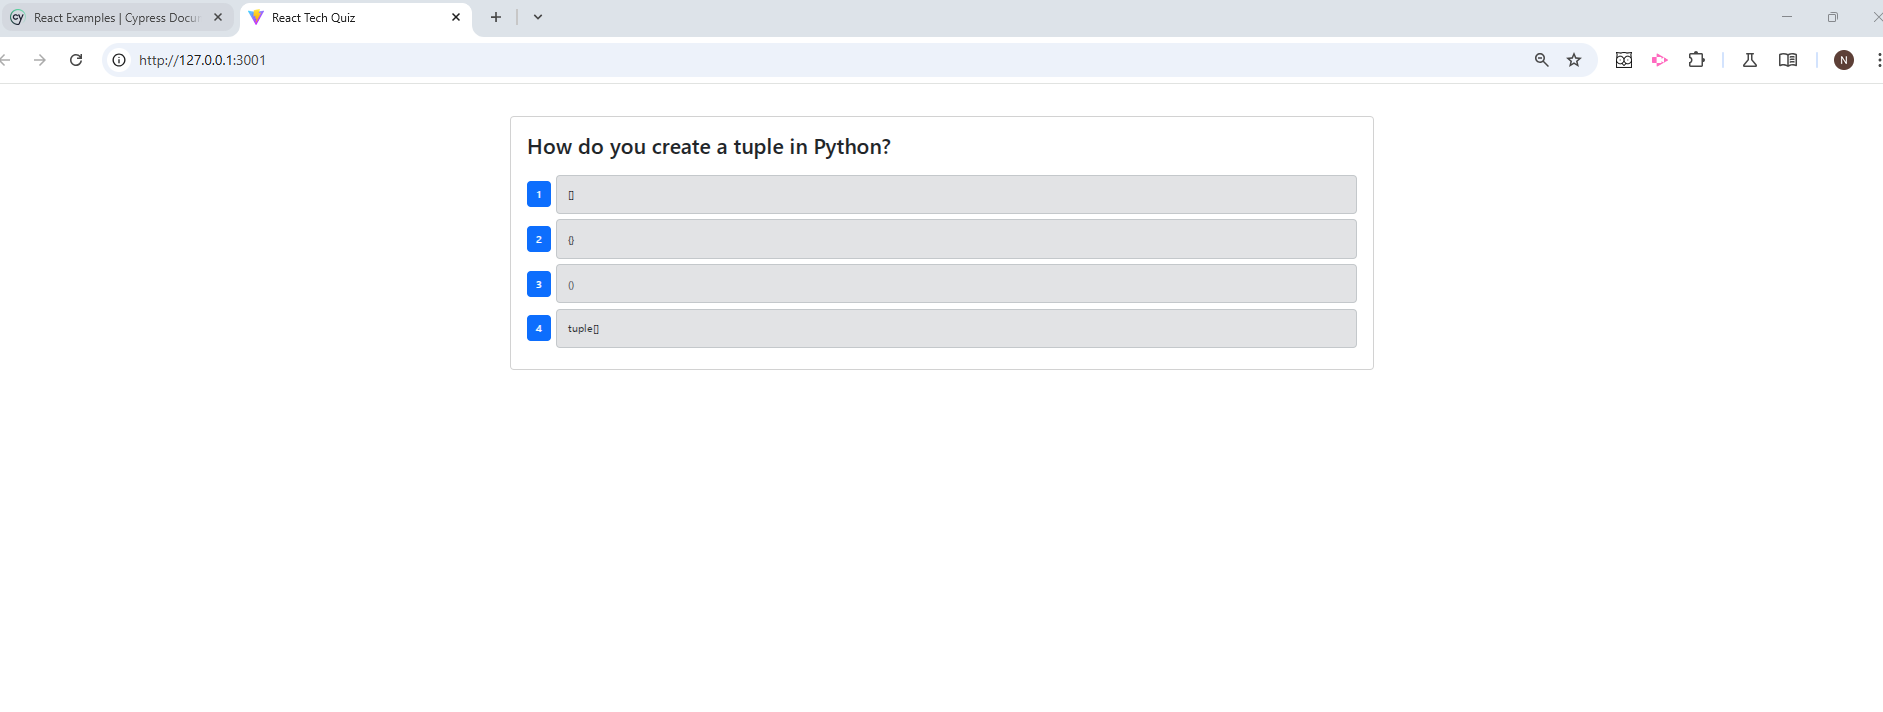 cy React Examples | Cypress Docu
React Tech Quiz
http://127.0.0.1:3001
N
How do you create a tuple in Python?
1 []
2 {}
3 ()
4 tuple[]